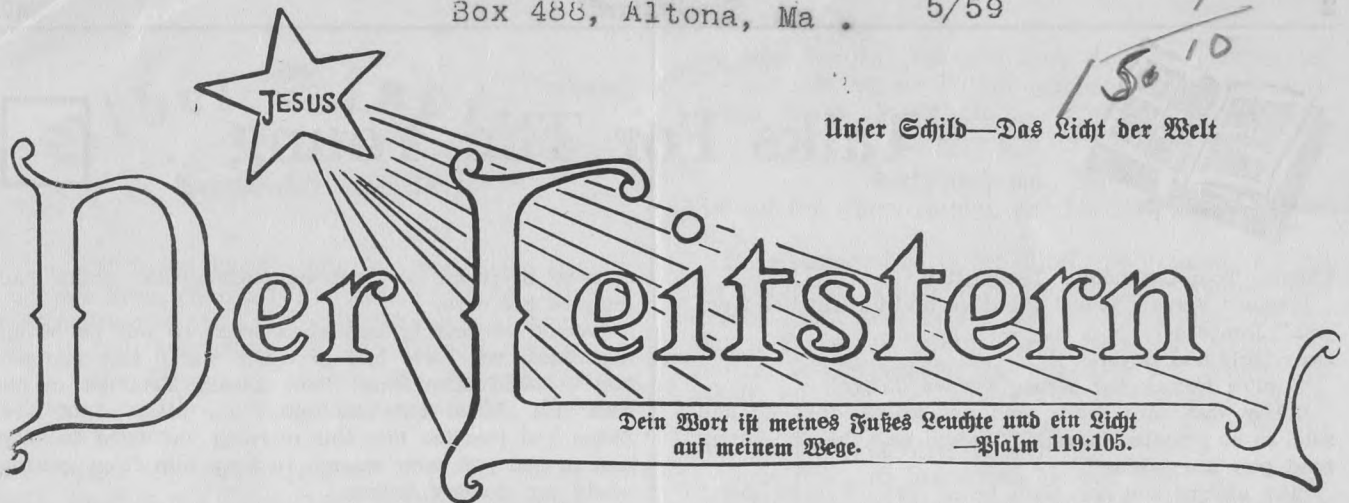 Box 488, Altona, Ma . 5/59
150 10
JESUS
Unser Schild—Das Licht der Welt
Der Leitstern
Dein Wort ist meines Fußes Leuchte und ein Licht
auf meinem Wege. —Psalm 119:105.